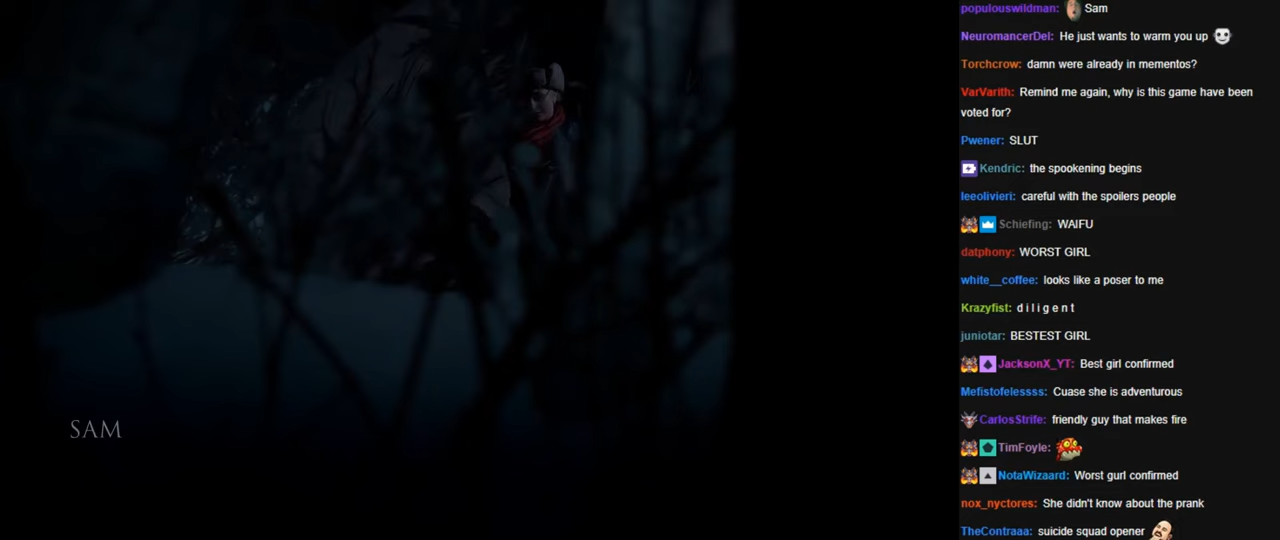 SAM
populouswildman: Sam
NeuromancerDel: He just wants to warm you up
Torchcrow: damn were already in mementos?
VarVarith: Remind me again, why is this game have been
voted for?
Pwener: SLUT
Kendric: the spookening begins
leeolivieri: careful with the spoilers people
Schiefing: WAIFU
datphony: WORST GIRL
white__coffee: looks like a poser to me
Krazyfist: d i l i g e n t
juniotar: BESTEST GIRL
JacksonX_YT: Best girl confirmed
Mefistofelessss: Cuase she is adventurous
CarlosStrife: friendly guy that makes fire
TimFoyle:
NotaWizaard: Worst gurl confirmed
nox_nyctores: She didn't know about the prank
TheContraaa: suicide squad opener